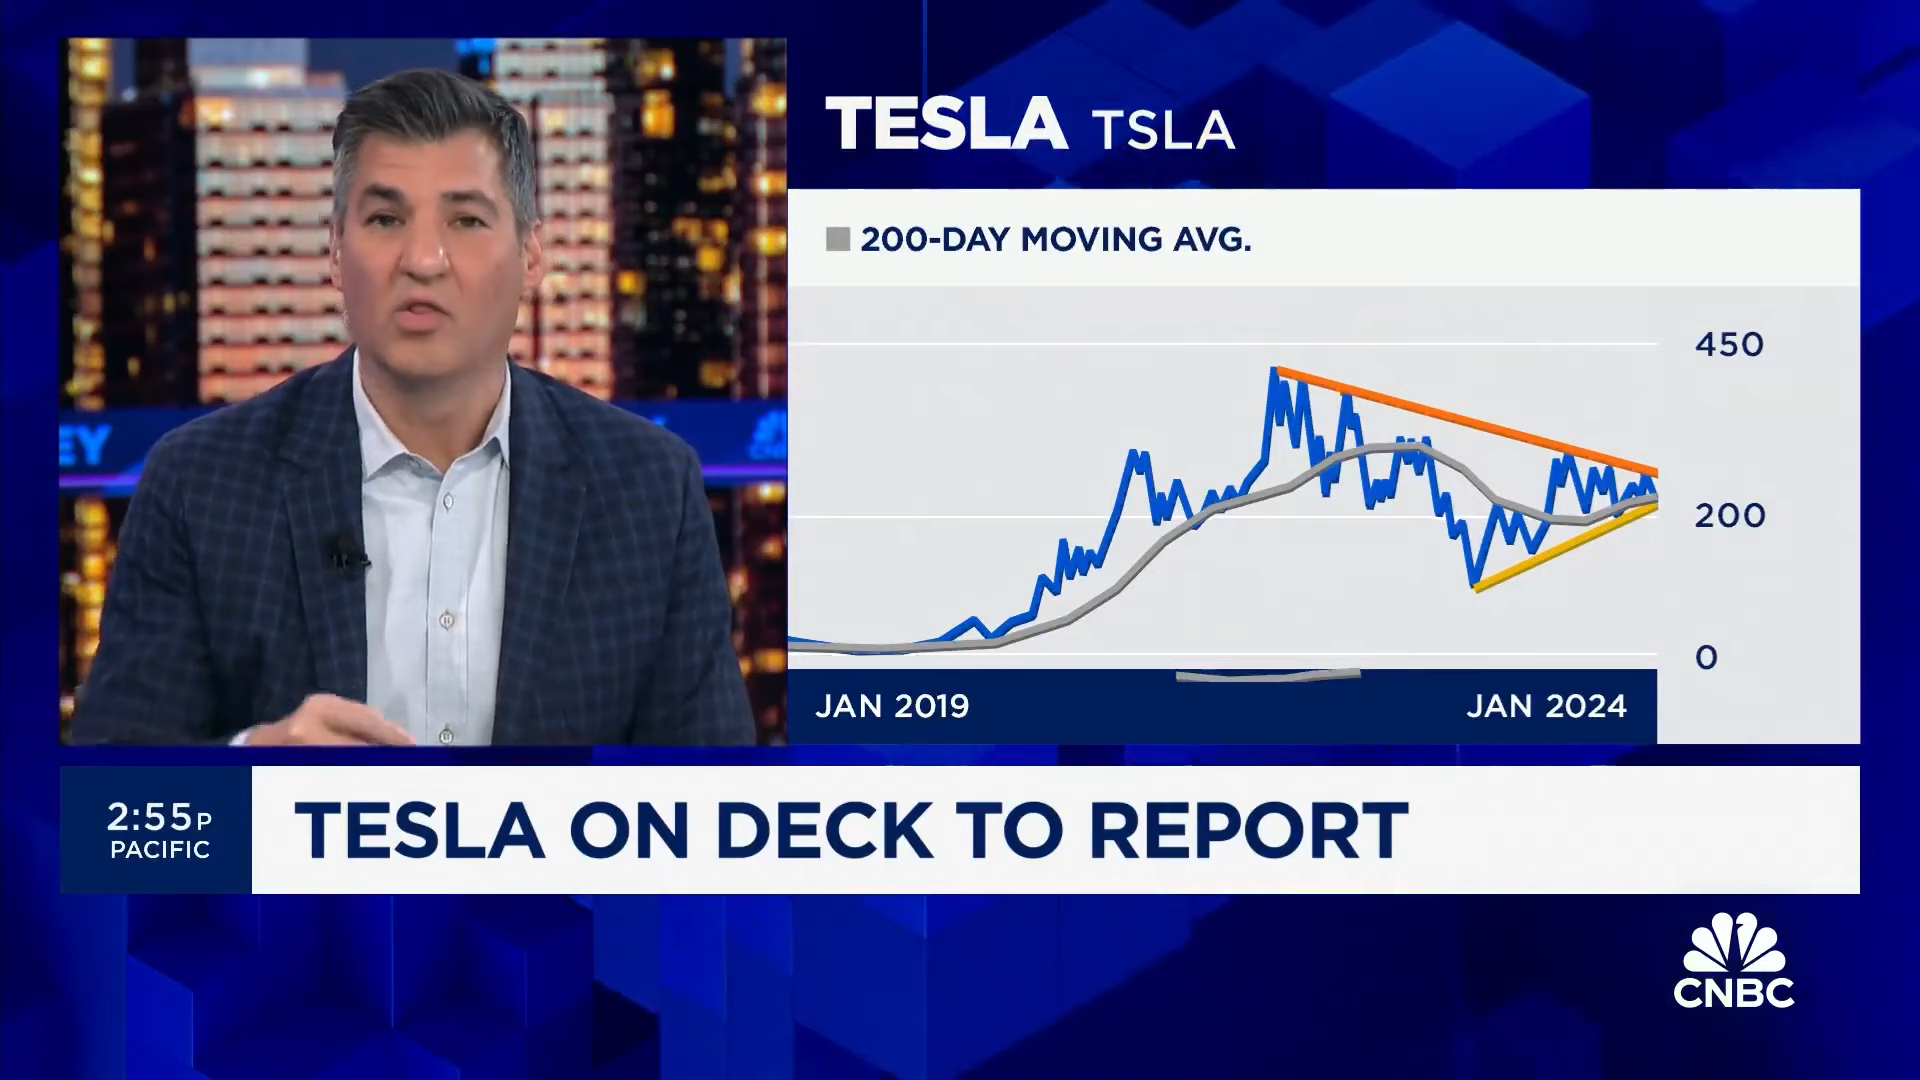 TESLA TSLA
200-DAY MOVING AVG.
450
200
0
JAN 2019
JAN 2024
EY
2:55P
PACIFIC
TESLA ON DECK TO REPORT
CNBC